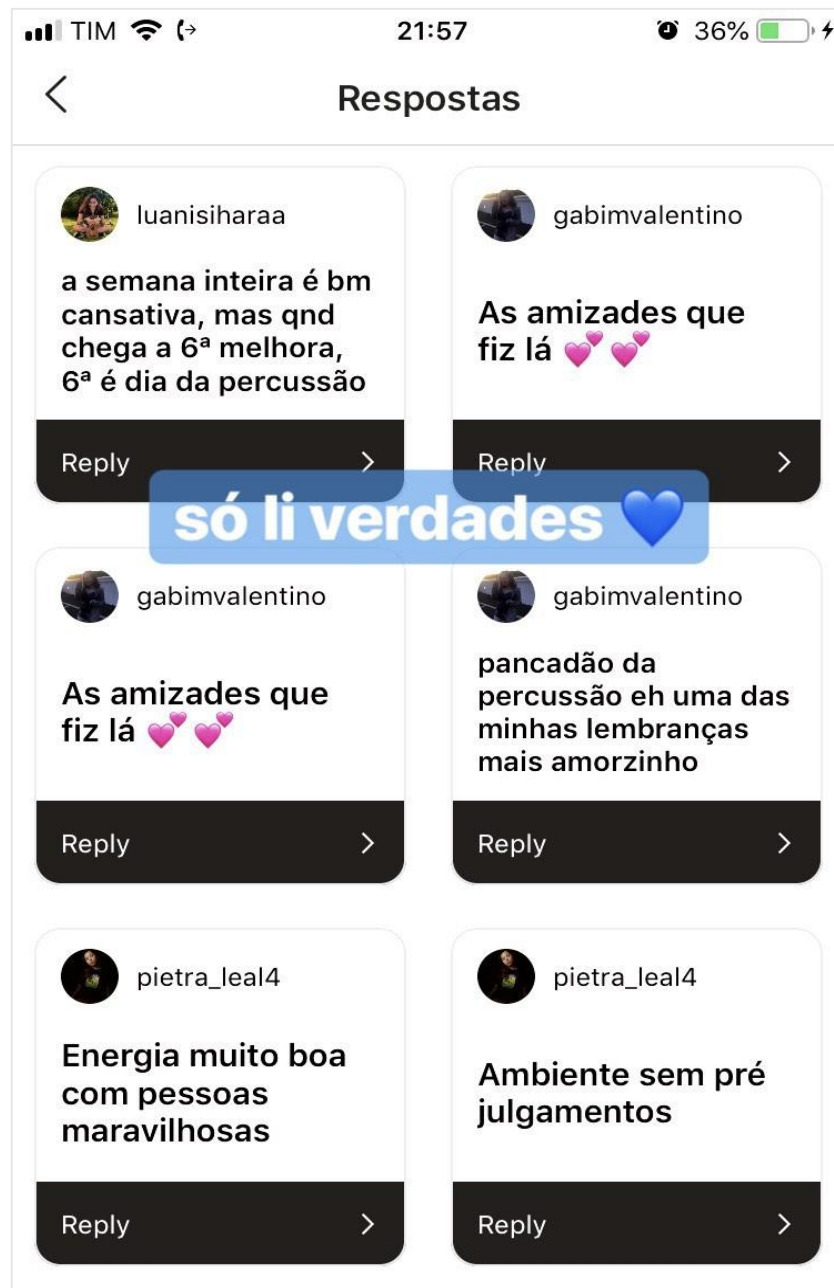 TIM 21:57 36%
Respostas
luanisiharaa
a semana inteira é bm
cansativa, mas qnd
chega a 6ª melhora,
6ª é dia da percussão
Reply
gabimvalentino
As amizades que
fiz lá 💕💕
Reply
só li verdades 💙
gabimvalentino
As amizades que
fiz lá 💕💕
Reply
gabimvalentino
pancadão da
percussão eh uma das
minhas lembranças
mais amorzinho
Reply
pietra_leal4
Energia muito boa
com pessoas
maravilhosas
Reply
pietra_leal4
Ambiente sem pré
julgamentos
Reply